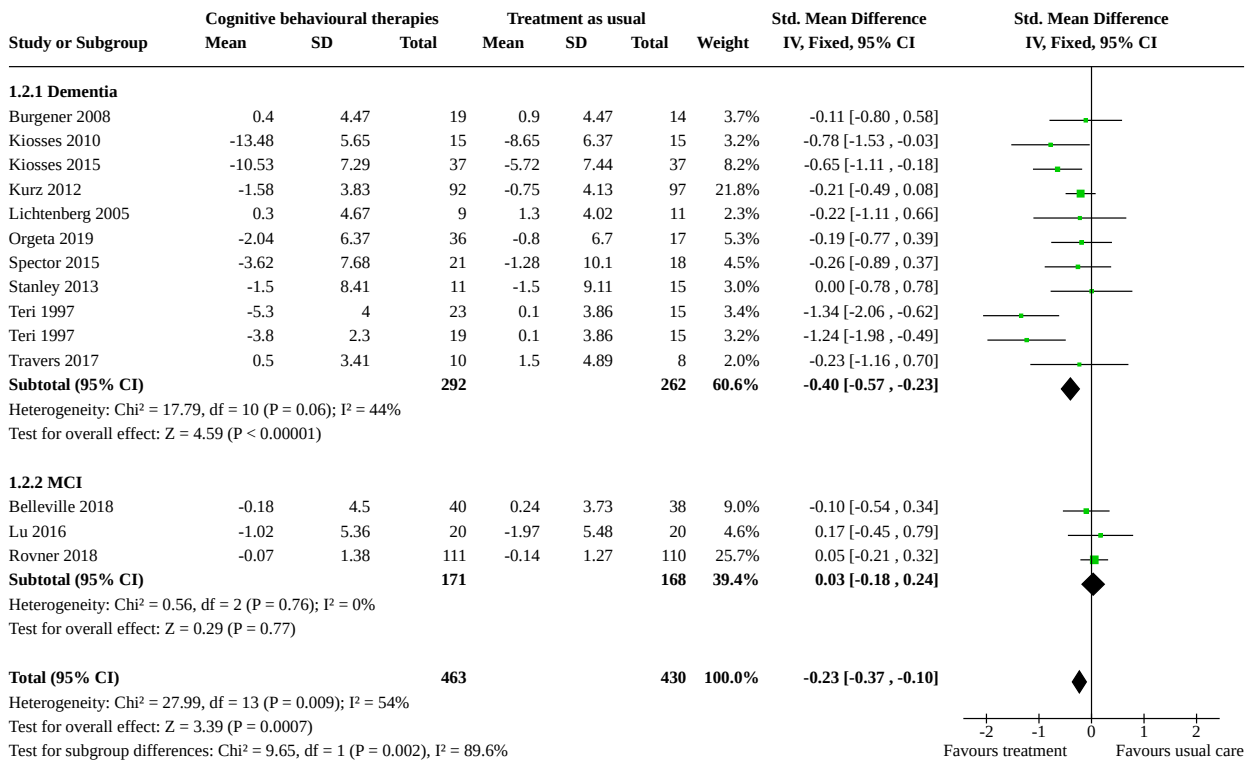 Cognitive behavioural therapies Treatment as usual Std. Mean Difference Std. Mean Difference
Study or Subgroup Mean SD Total Mean SD Total Weight IV, Fixed, 95% CI IV, Fixed, 95% CI
1.2.1 Dementia
Burgener 2008 0.4 4.47 19 0.9 4.47 14 3.7% -0.11 [-0.80 , 0.58]
Kiosses 2010 -13.48 5.65 15 -8.65 6.37 15 3.2% -0.78 [-1.53 , -0.03]
Kiosses 2015 -10.53 7.29 37 -5.72 7.44 37 8.2% -0.65 [-1.11 , -0.18]
Kurz 2012 -1.58 3.83 92 -0.75 4.13 97 21.8% -0.21 [-0.49 , 0.08]
Lichtenberg 2005 0.3 4.67 9 1.3 4.02 11 2.3% -0.22 [-1.11 , 0.66]
Orgeta 2019 -2.04 6.37 36 -0.8 6.7 17 5.3% -0.19 [-0.77 , 0.39]
Spector 2015 -3.62 7.68 21 -1.28 10.1 18 4.5% -0.26 [-0.89 , 0.37]
Stanley 2013 -1.5 8.41 11 -1.5 9.11 15 3.0% 0.00 [-0.78 , 0.78]
Teri 1997 -5.3 4 23 0.1 3.86 15 3.4% -1.34 [-2.06 , -0.62]
Teri 1997 -3.8 2.3 19 0.1 3.86 15 3.2% -1.24 [-1.98 , -0.49]
Travers 2017 0.5 3.41 10 1.5 4.89 8 2.0% -0.23 [-1.16 , 0.70]
Subtotal (95% CI) 292 262 60.6% -0.40 [-0.57 , -0.23]
Heterogeneity: Chi² = 17.79, df = 10 (P = 0.06); I² = 44%
Test for overall effect: Z = 4.59 (P < 0.00001)
1.2.2 MCI
Belleville 2018 -0.18 4.5 40 0.24 3.73 38 9.0% -0.10 [-0.54 , 0.34]
Lu 2016 -1.02 5.36 20 -1.97 5.48 20 4.6% 0.17 [-0.45 , 0.79]
Rovner 2018 -0.07 1.38 111 -0.14 1.27 110 25.7% 0.05 [-0.21 , 0.32]
Subtotal (95% CI) 171 168 39.4% 0.03 [-0.18 , 0.24]
Heterogeneity: Chi² = 0.56, df = 2 (P = 0.76); I² = 0%
Test for overall effect: Z = 0.29 (P = 0.77)
Total (95% CI) 463 430 100.0% -0.23 [-0.37 , -0.10]
Heterogeneity: Chi² = 27.99, df = 13 (P = 0.009); I² = 54%
Test for overall effect: Z = 3.39 (P = 0.0007)
-2 -1 0 1 2
Test for subgroup differences: Chi² = 9.65, df = 1 (P = 0.002), I² = 89.6%
Favours treatment Favours usual care